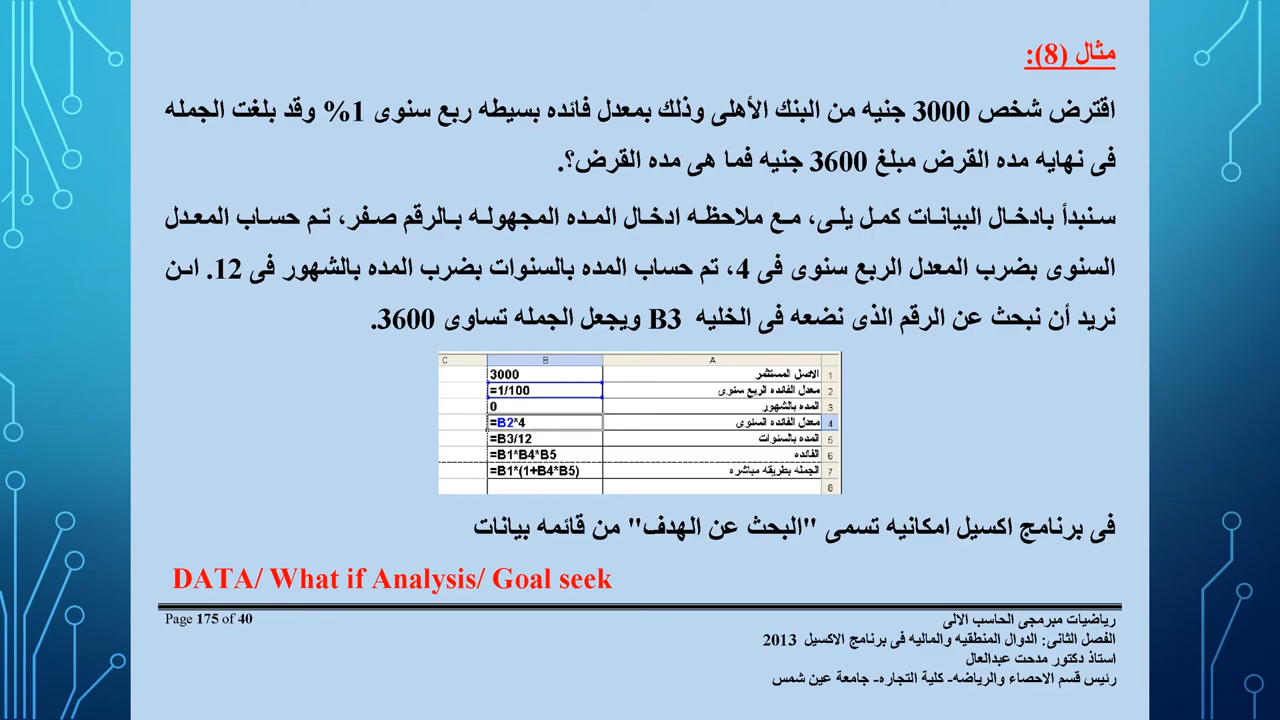 مثال (8):
اقترض شخص 3000 جنيه من البنك الأهلى وذلك بمعدل فائده بسيطه ربع سنوى 1% وقد بلغت الجمله
فى نهايه مده القرض مبلغ 3600 جنيه فما هى مده القرض؟.
سنبدأ بادخال البيانات كمل يلى، مع ملاحظه ادخال المده المجهوله بالرقم صفر، تم حساب المعدل
السنوى بضرب المعدل الربع سنوى فى 4، تم حساب المده بالسنوات بضرب المده بالشهور فى 12. اىن
نريد أن نبحث عن الرقم الذى نضعه فى الخليه B3 ويجعل الجمله تساوى 3600.
A B C
1 الاصل المستثمر 3000
2 معدل الفائده الربع سنوى =1/100
3 المده بالشهور 0
4 معدل الفائده السنوى =B2*4
5 المده بالسنوات =B3/12
6 الفائده =B1*B4*B5
7 الجمله بطريقه مباشره =B1*(1+B4*B5)
8
فى برنامج اكسيل امكانيه تسمى "البحث عن الهدف" من قائمه بيانات
DATA/ What if Analysis/ Goal seek
رياضيات مبرمجى الحاسب الالى Page 175 of 40
الفصل الثانى: الدوال المنطقيه والماليه فى برنامج الاكسيل 2013
استاذ دكتور مدحت عبدالعال
رئيس قسم الاحصاء والرياضه- كلية التجاره- جامعة عين شمس